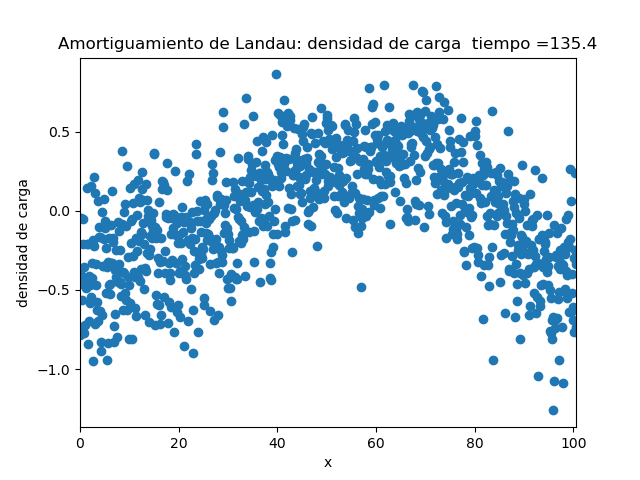 Amortiguamiento de Landau: densidad de carga  tiempo =135.4
densidad de carga
0.5
0.0
−0.5
−1.0
0 20 40 60 80 100
x